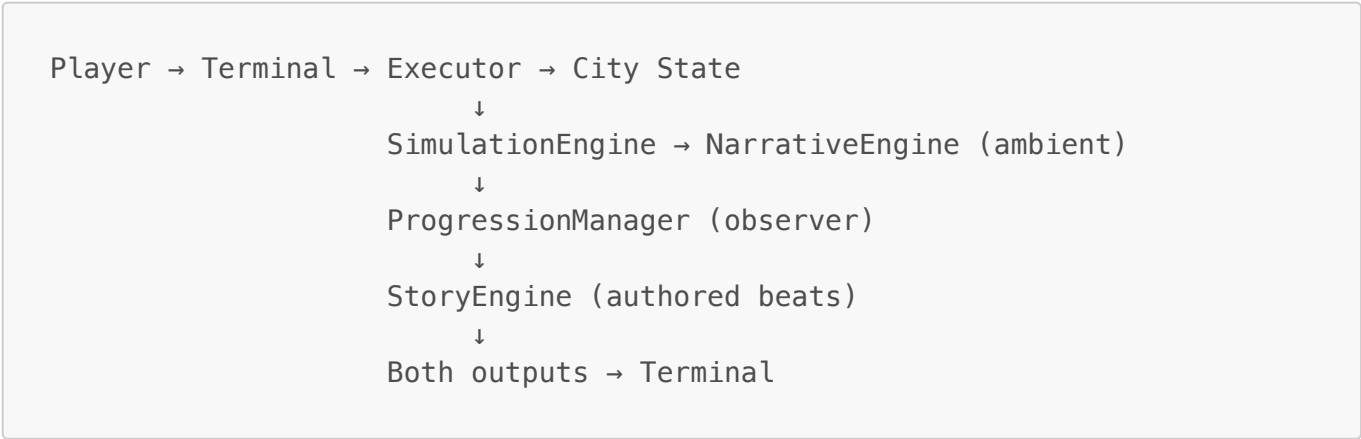 Player → Terminal → Executor → City State
↓
SimulationEngine → NarrativeEngine (ambient)
↓
ProgressionManager (observer)
↓
StoryEngine (authored beats)
↓
Both outputs → Terminal